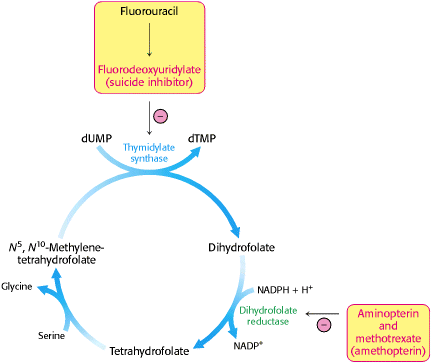 Fluorouracil
Fluorodeoxyuridylate
(suicide inhibitor)
−
dUMP
dTMP
Thymidylate
synthase
N⁵, N¹⁰-Methylene-
tetrahydrofolate
Dihydrofolate
Glycine
NADPH + H⁺
Dihydrofolate
reductase
−
Aminopterin
and
methotrexate
(amethopterin)
Serine
NADP⁺
Tetrahydrofolate